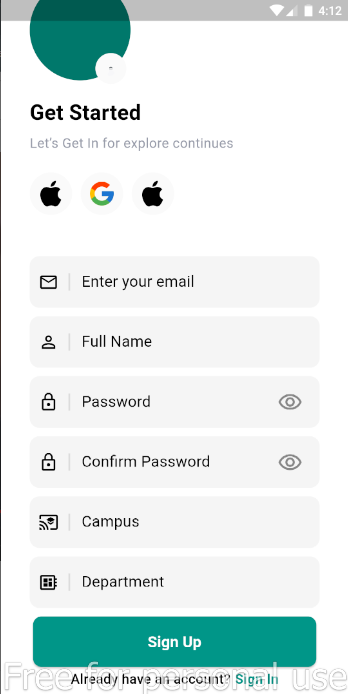 4:12
Get Started
Let's Get In for explore continues
Enter your email
Full Name
Password
Confirm Password
Campus
Department
Sign Up
Already have an account? Sign In
Free for personal use